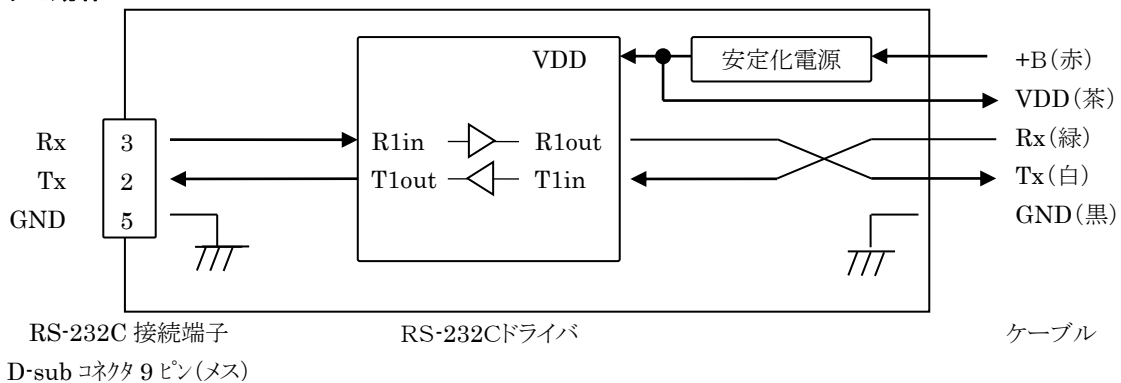 VDD 安定化電源 +B(赤)
VDD(茶)
Rx 3 R1in R1out Rx(緑)
Tx 2 T1out T1in Tx(白)
GND 5 GND(黒)
RS-232C 接続端子 RS-232Cドライバ ケーブル
D-sub コネクタ 9 ピン(メス)